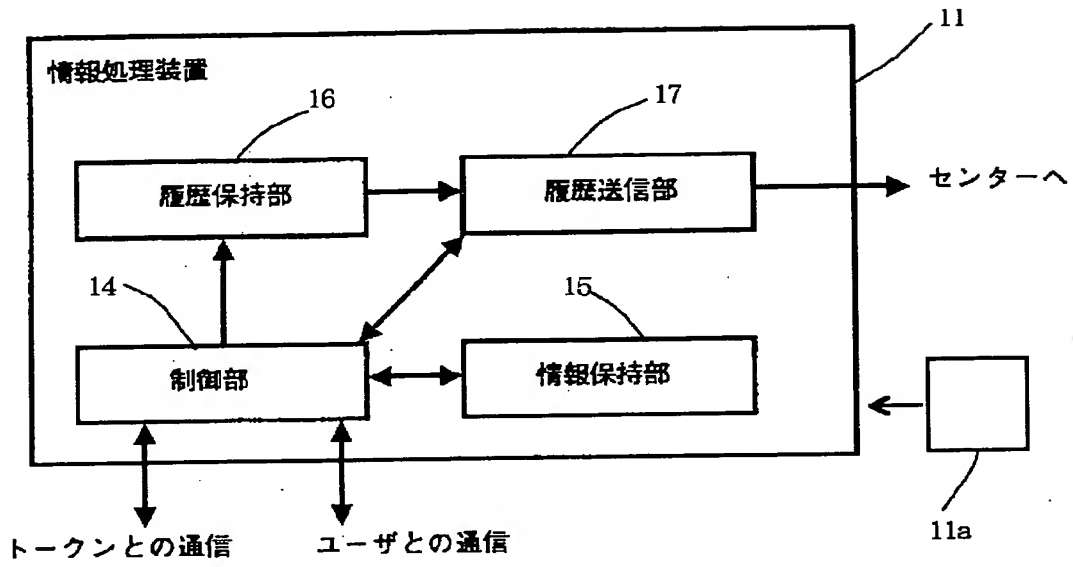 11
情報処理装置
16
17
履歴保持部
履歴送信部
センターへ
14
15
制御部
情報保持部
11a
トークンとの通信
ユーザとの通信